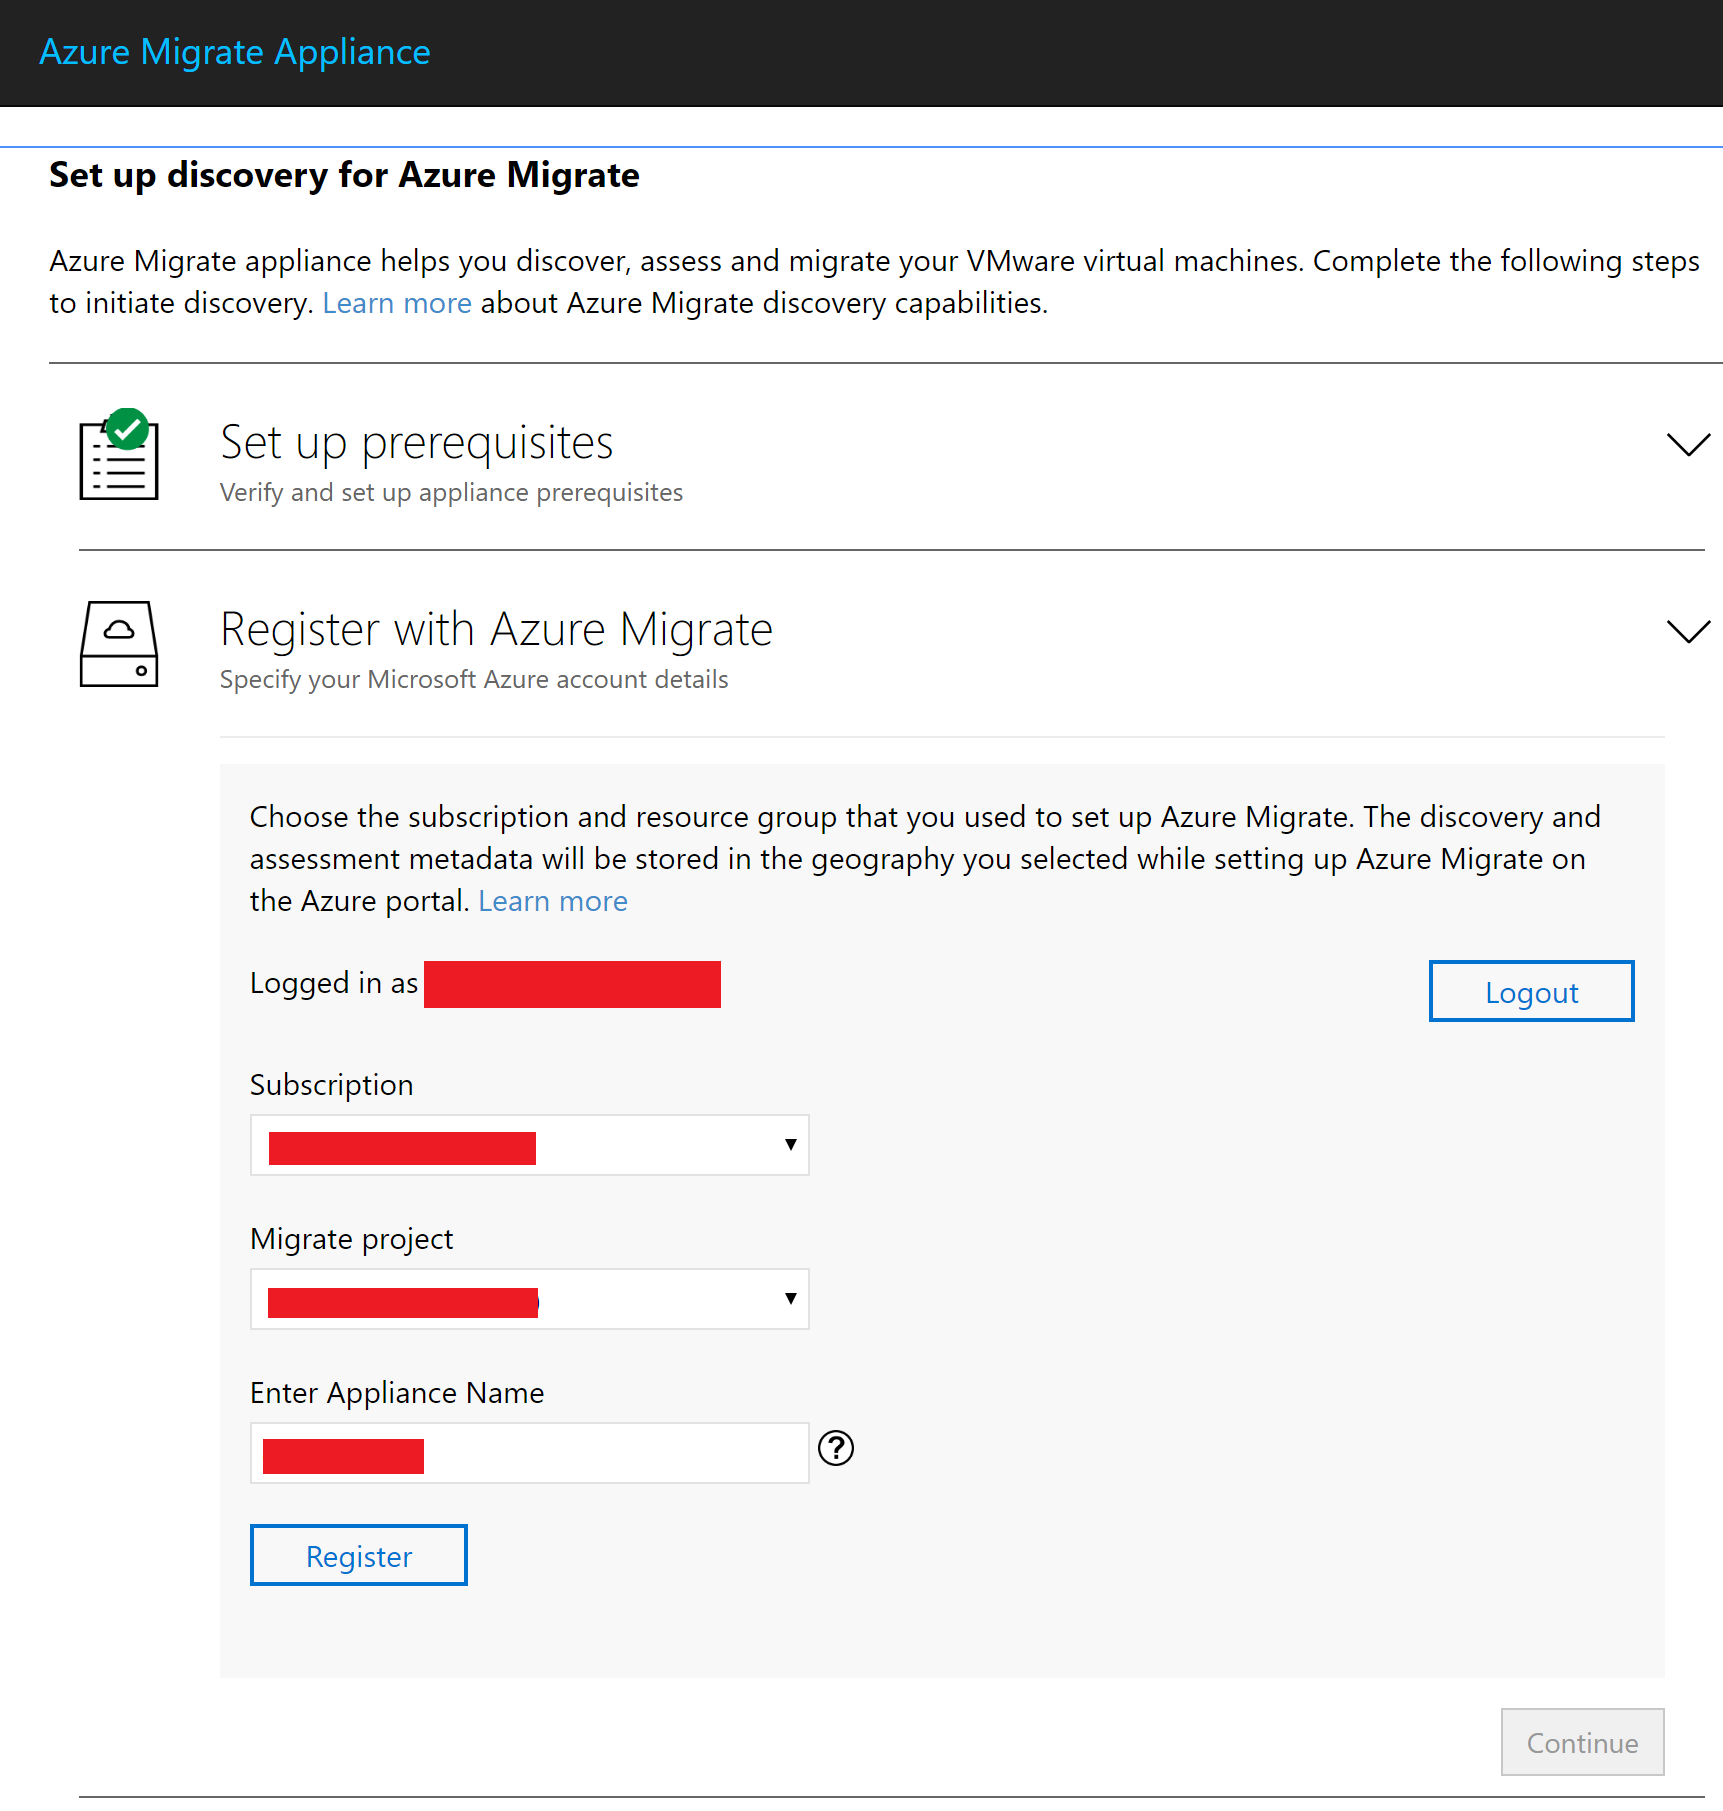 Azure Migrate Appliance
Set up discovery for Azure Migrate
Azure Migrate appliance helps you discover, assess and migrate your VMware virtual machines. Complete the following steps
to initiate discovery. Learn more about Azure Migrate discovery capabilities.
Set up prerequisites
Verify and set up appliance prerequisites
Register with Azure Migrate
Specify your Microsoft Azure account details
Choose the subscription and resource group that you used to set up Azure Migrate. The discovery and
assessment metadata will be stored in the geography you selected while setting up Azure Migrate on
the Azure portal. Learn more
Logged in as
Logout
Subscription
Migrate project
Enter Appliance Name
?
Register
Continue